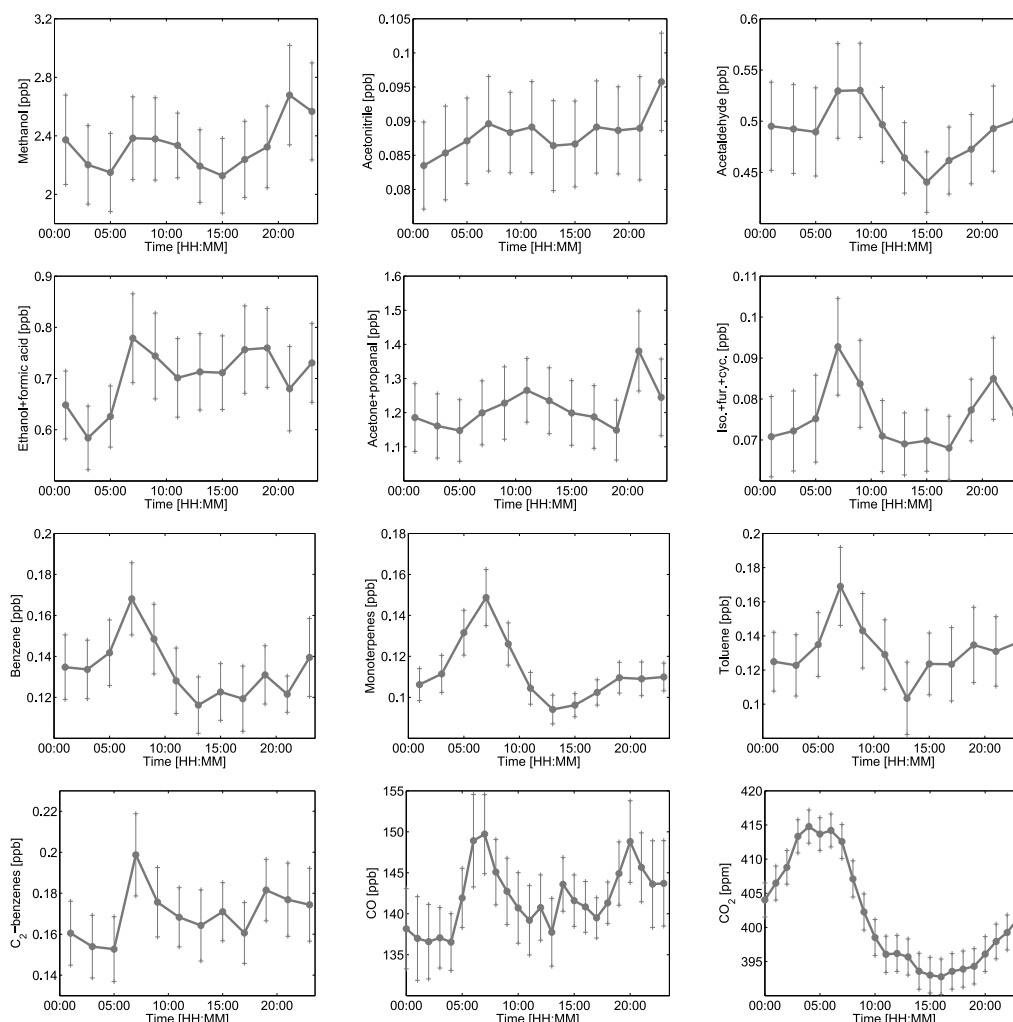 3.2
2.8
2.4
2
Methanol [ppb]
00:00 05:00 10:00 15:00 20:00
Time [HH:MM]
0.105
0.1
0.095
0.09
0.085
0.08
Acetonitrile [ppb]
00:00 05:00 10:00 15:00 20:00
Time [HH:MM]
0.6
0.55
0.5
0.45
Acetaldehyde [ppb]
00:00 05:00 10:00 15:00 20:00
Time [HH:MM]
0.9
0.8
0.7
0.6
Ethanol+formic acid [ppb]
00:00 05:00 10:00 15:00 20:00
Time [HH:MM]
1.6
1.5
1.4
1.3
1.2
1.1
Acetone+propanal [ppb]
00:00 05:00 10:00 15:00 20:00
Time [HH:MM]
0.11
0.1
0.09
0.08
0.07
Iso.+fur.+cyc. [ppb]
00:00 05:00 10:00 15:00 20:00
Time [HH:MM]
0.2
0.18
0.16
0.14
0.12
Benzene [ppb]
00:00 05:00 10:00 15:00 20:00
Time [HH:MM]
0.18
0.16
0.14
0.12
0.1
Monoterpenes [ppb]
00:00 05:00 10:00 15:00 20:00
Time [HH:MM]
0.2
0.18
0.16
0.14
0.12
0.1
Toluene [ppb]
00:00 05:00 10:00 15:00 20:00
Time [HH:MM]
0.22
0.2
0.18
0.16
0.14
C₂−benzenes [ppb]
00:00 05:00 10:00 15:00 20:00
Time [HH:MM]
155
150
145
140
135
CO [ppb]
00:00 05:00 10:00 15:00 20:00
Time [HH:MM]
420
415
410
405
400
395
CO₂ [ppm]
00:00 05:00 10:00 15:00 20:00
Time [HH:MM]